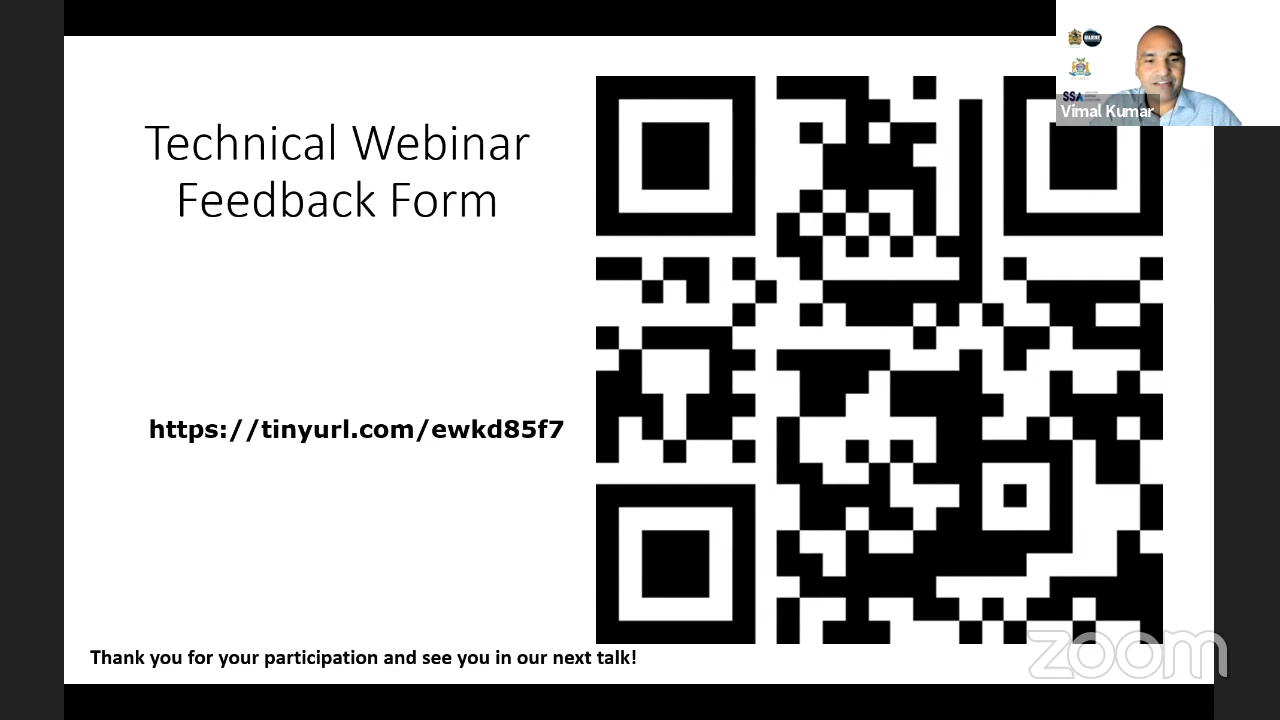 Technical Webinar
Feedback Form
https://tinyurl.com/ewkd85f7
Thank you for your participation and see you in our next talk!
MARINE
SSA
Vimal Kumar
zoom